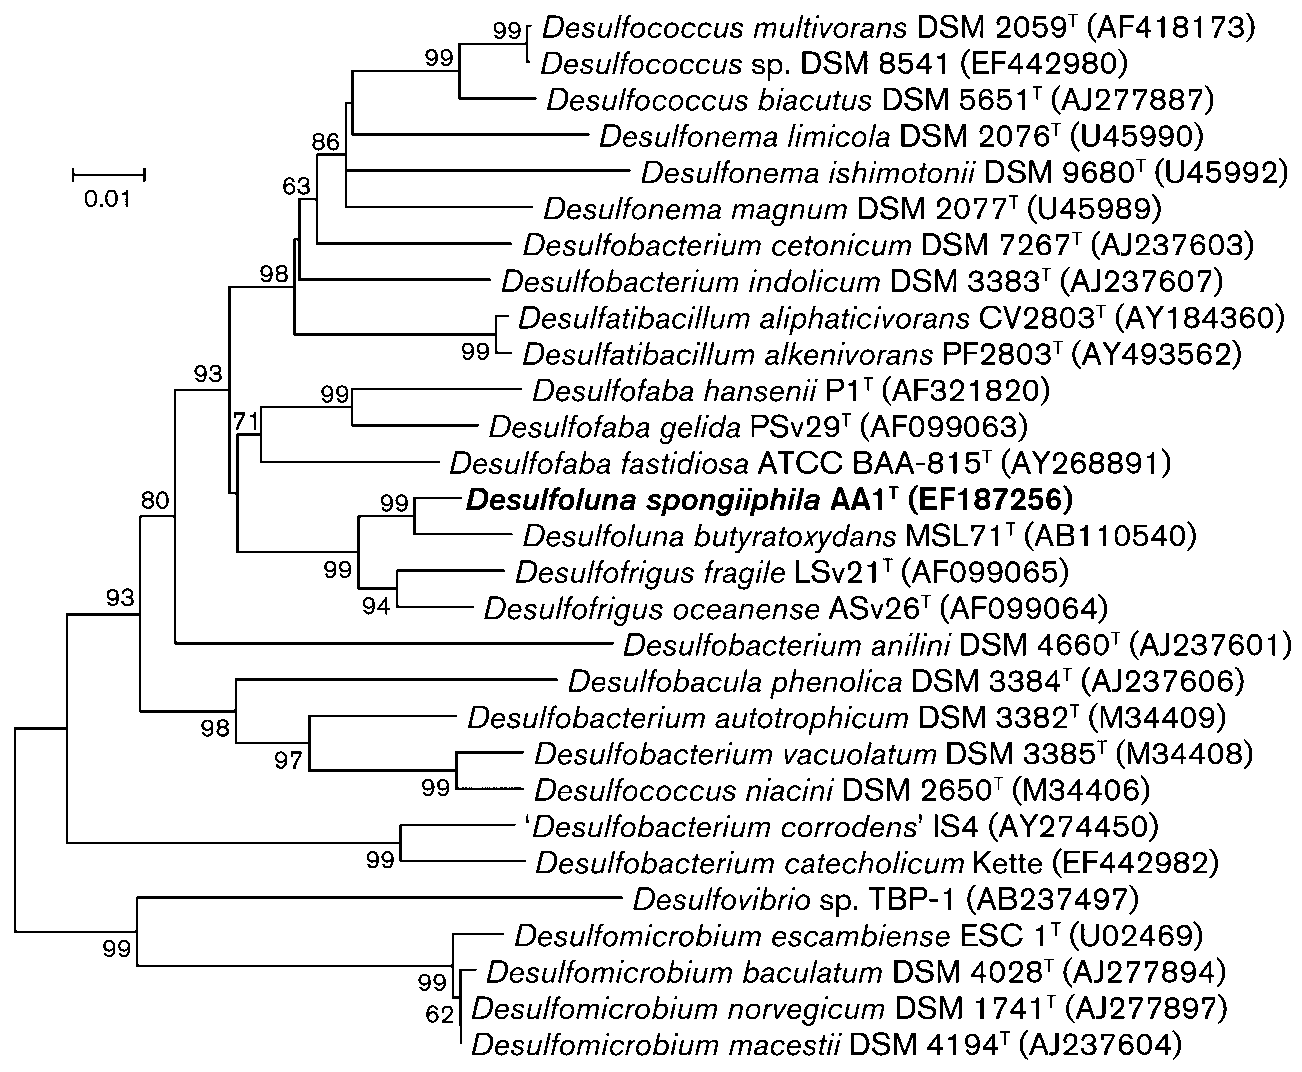 99 Desulfococcus multivorans DSM 2059ᵀ (AF418173)
99 Desulfococcus sp. DSM 8541 (EF442980)
Desulfococcus biacutus DSM 5651ᵀ (AJ277887)
86 Desulfonema limicola DSM 2076ᵀ (U45990)
Desulfonema ishimotonii DSM 9680ᵀ (U45992)
0.01
63
Desulfonema magnum DSM 2077ᵀ (U45989)
Desulfobacterium cetonicum DSM 7267ᵀ (AJ237603)
98 Desulfobacterium indolicum DSM 3383ᵀ (AJ237607)
Desulfatibacillum aliphaticivorans CV2803ᵀ (AY184360)
99 Desulfatibacillum alkenivorans PF2803ᵀ (AY493562)
93
99 Desulfofaba hansenii P1ᵀ (AF321820)
71 Desulfofaba gelida PSv29ᵀ (AF099063)
Desulfofaba fastidiosa ATCC BAA-815ᵀ (AY268891)
80 99 Desulfoluna spongiiphila AA1ᵀ (EF187256)
Desulfoluna butyratoxydans MSL71ᵀ (AB110540)
99 Desulfofrigus fragile LSv21ᵀ (AF099065)
93 94 Desulfofrigus oceanense ASv26ᵀ (AF099064)
Desulfobacterium anilini DSM 4660ᵀ (AJ237601)
Desulfobacula phenolica DSM 3384ᵀ (AJ237606)
98 Desulfobacterium autotrophicum DSM 3382ᵀ (M34409)
97 Desulfobacterium vacuolatum DSM 3385ᵀ (M34408)
99 Desulfococcus niacini DSM 2650ᵀ (M34406)
‘Desulfobacterium corrodens’ IS4 (AY274450)
99 Desulfobacterium catecholicum Kette (EF442982)
Desulfovibrio sp. TBP-1 (AB237497)
99 Desulfomicrobium escambiense ESC 1ᵀ (U02469)
99 Desulfomicrobium baculatum DSM 4028ᵀ (AJ277894)
62 Desulfomicrobium norvegicum DSM 1741ᵀ (AJ277897)
Desulfomicrobium macestii DSM 4194ᵀ (AJ237604)